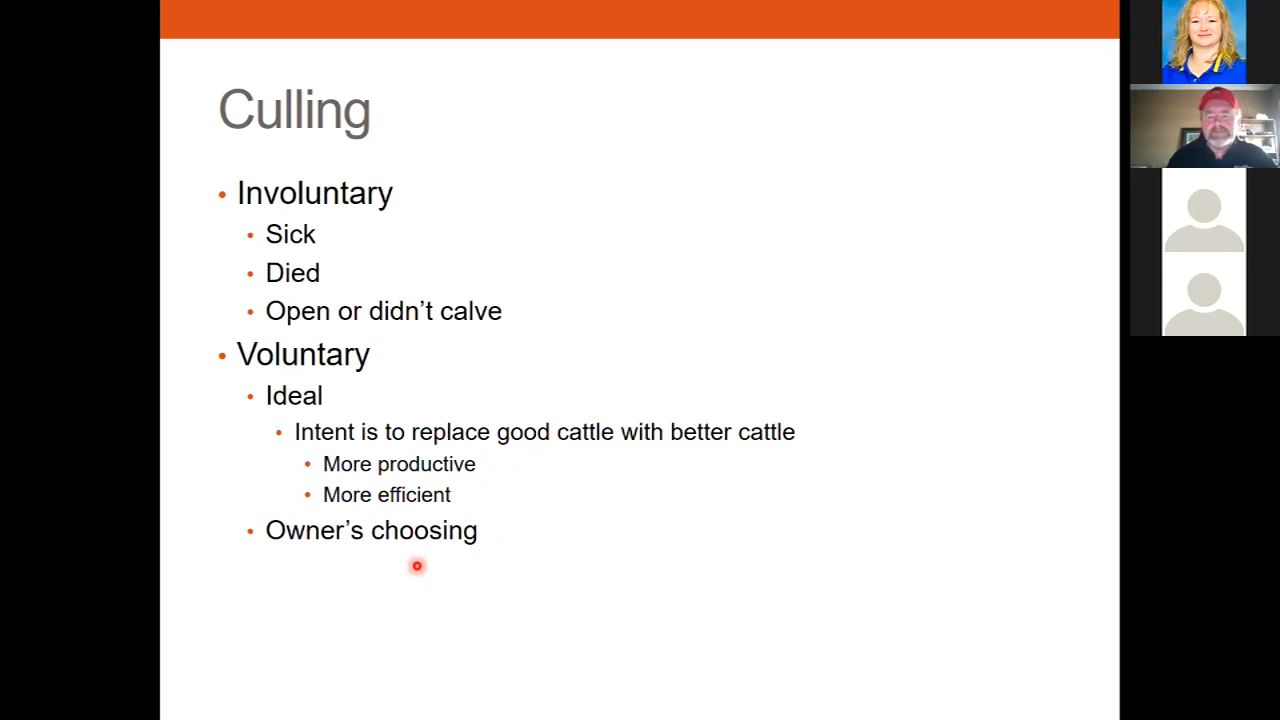 Culling
• Involuntary
• Sick
• Died
• Open or didn’t calve
• Voluntary
• Ideal
• Intent is to replace good cattle with better cattle
• More productive
• More efficient
• Owner’s choosing